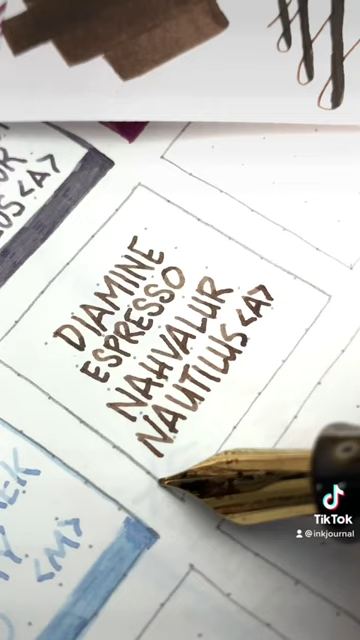 DIAMINE
ESPRESSO
NAHVALUR
NAUTILUS <A>
<M>
TikTok
@inkjournal